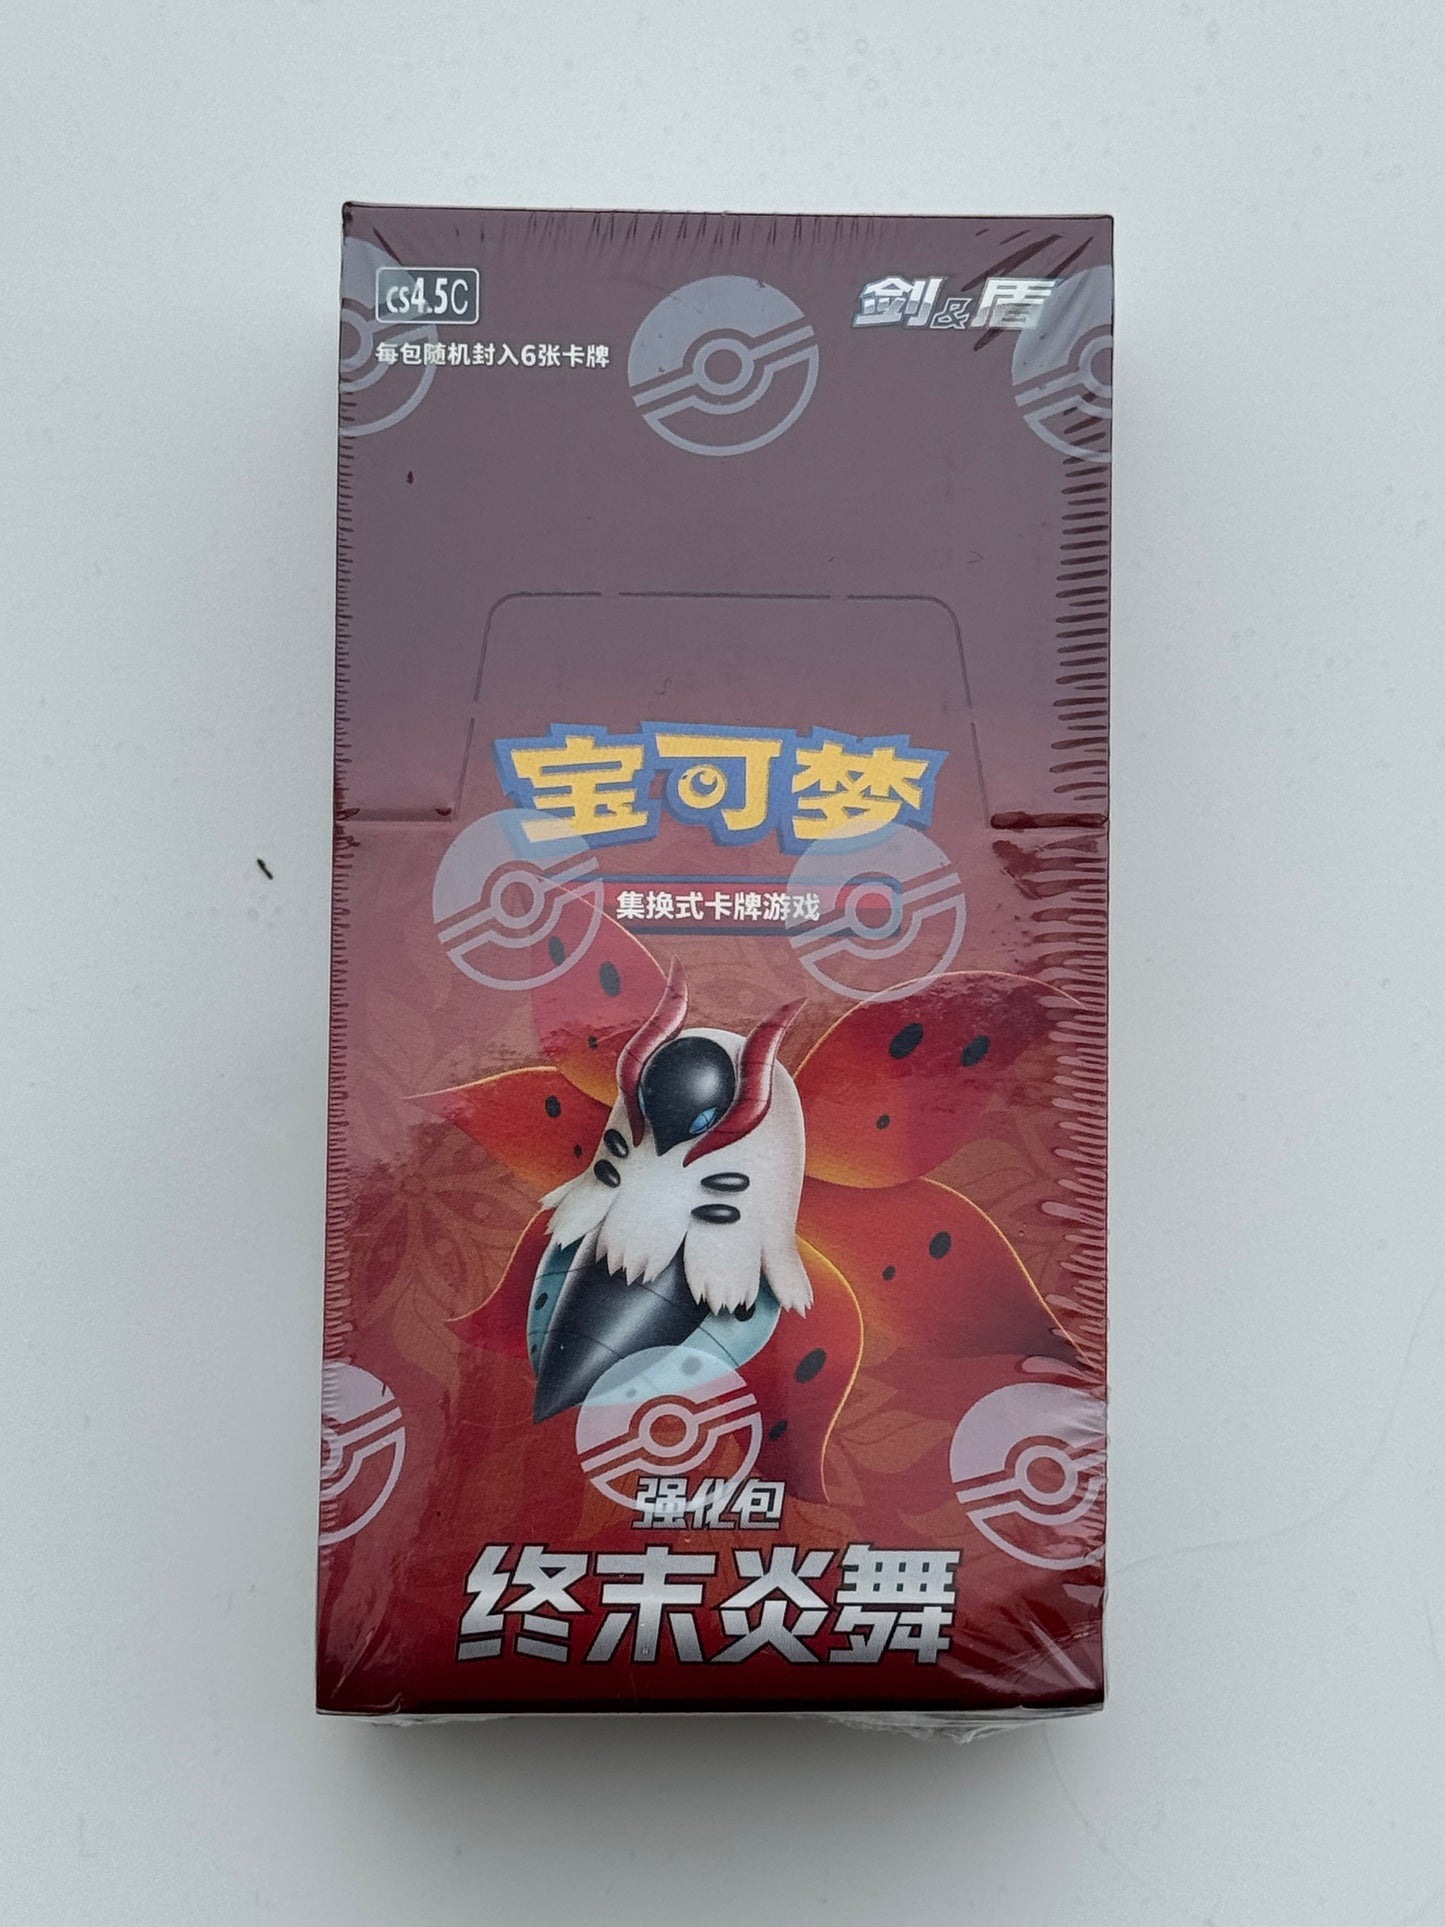 cs4.5C
剑&盾
每包随机封入6张卡牌
宝可梦
集换式卡牌游戏
强化包
终末炎舞